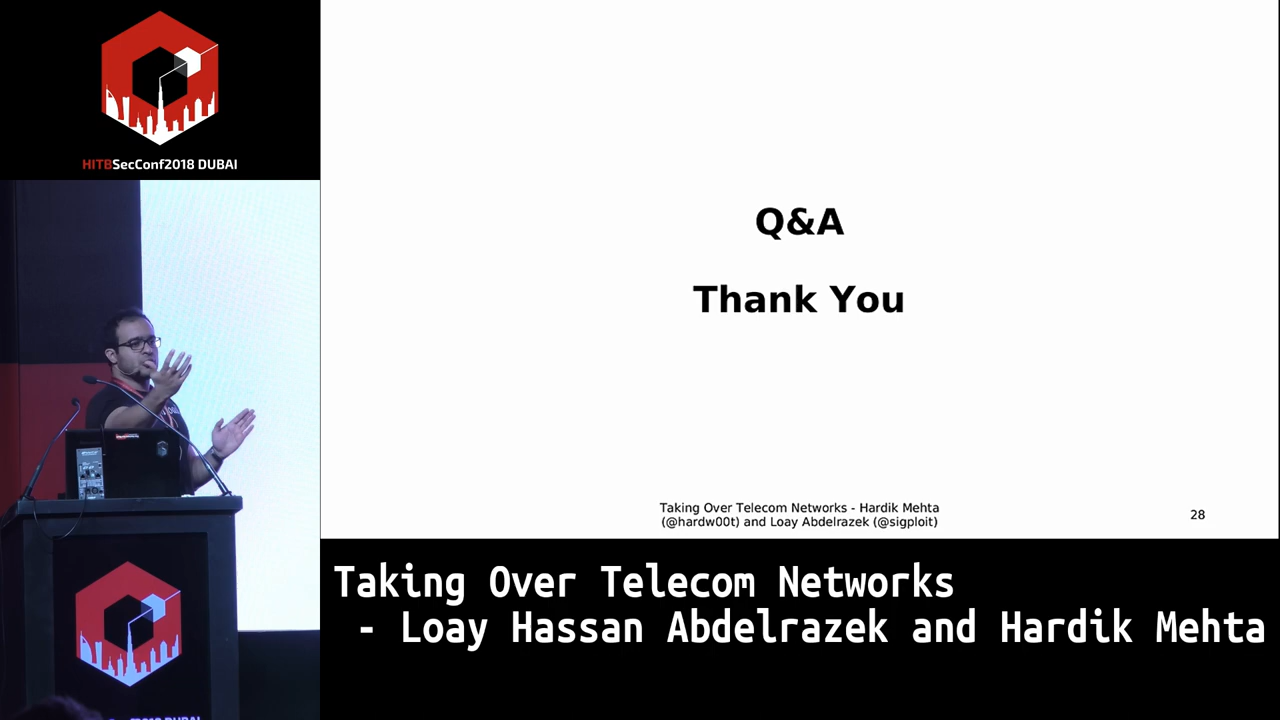 HITBSecConf2018 DUBAI
Q&A
Thank You
Taking Over Telecom Networks - Hardik Mehta
(@hardw00t) and Loay Abdelrazek (@sigploit)
28
Taking Over Telecom Networks
- Loay Hassan Abdelrazek and Hardik Mehta